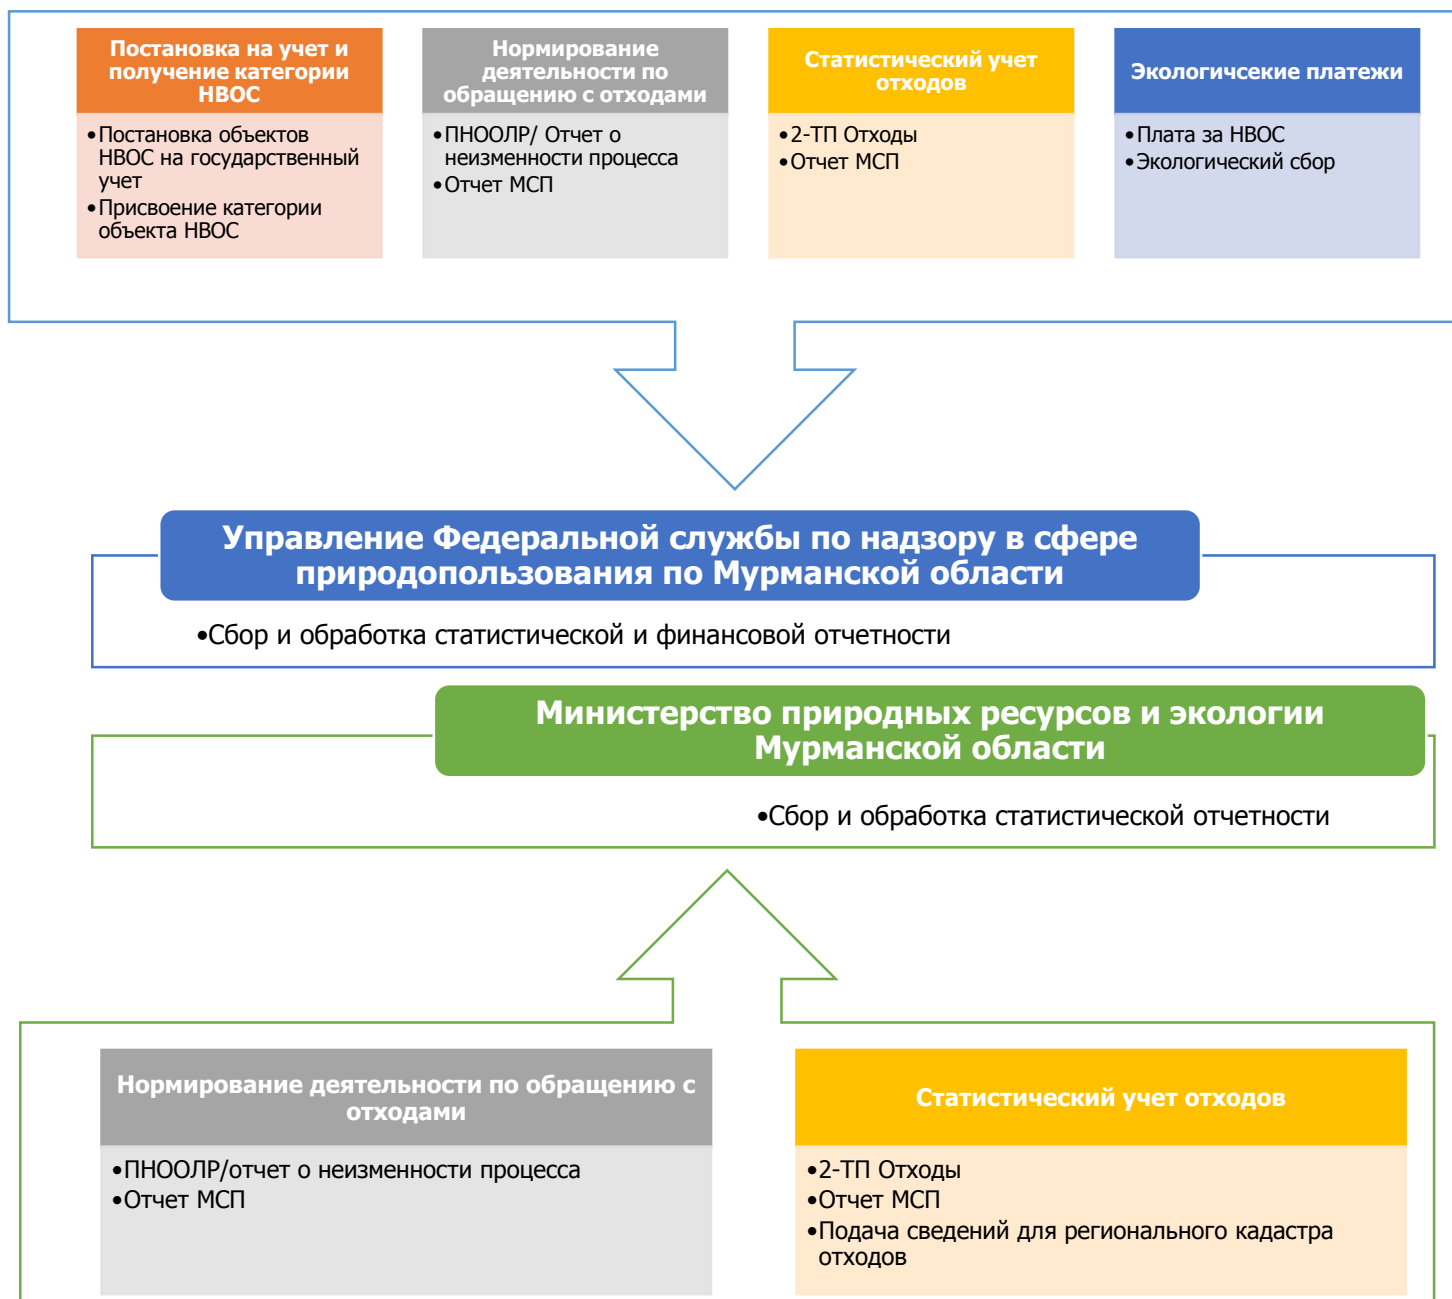 Постановка на учет и
получение категории
НВОС
•Постановка объектов
НВОС на государственный
учет
•Присвоение категории
объекта НВОС
Нормирование
деятельности по
обращению с отходами
•ПНООЛР/ Отчет о
неизменности процесса
•Отчет МСП
Статистический учет
отходов
•2-ТП Отходы
•Отчет МСП
Экологичсекие платежи
•Плата за НВОС
•Экологический сбор
Управление Федеральной службы по надзору в сфере
природопользования по Мурманской области
•Сбор и обработка статистической и финансовой отчетности
Министерство природных ресурсов и экологии
Мурманской области
•Сбор и обработка статистической отчетности
Нормирование деятельности по обращению с
отходами
•ПНООЛР/отчет о неизменности процесса
•Отчет МСП
Статистический учет отходов
•2-ТП Отходы
•Отчет МСП
•Подача сведений для регионального кадастра
отходов